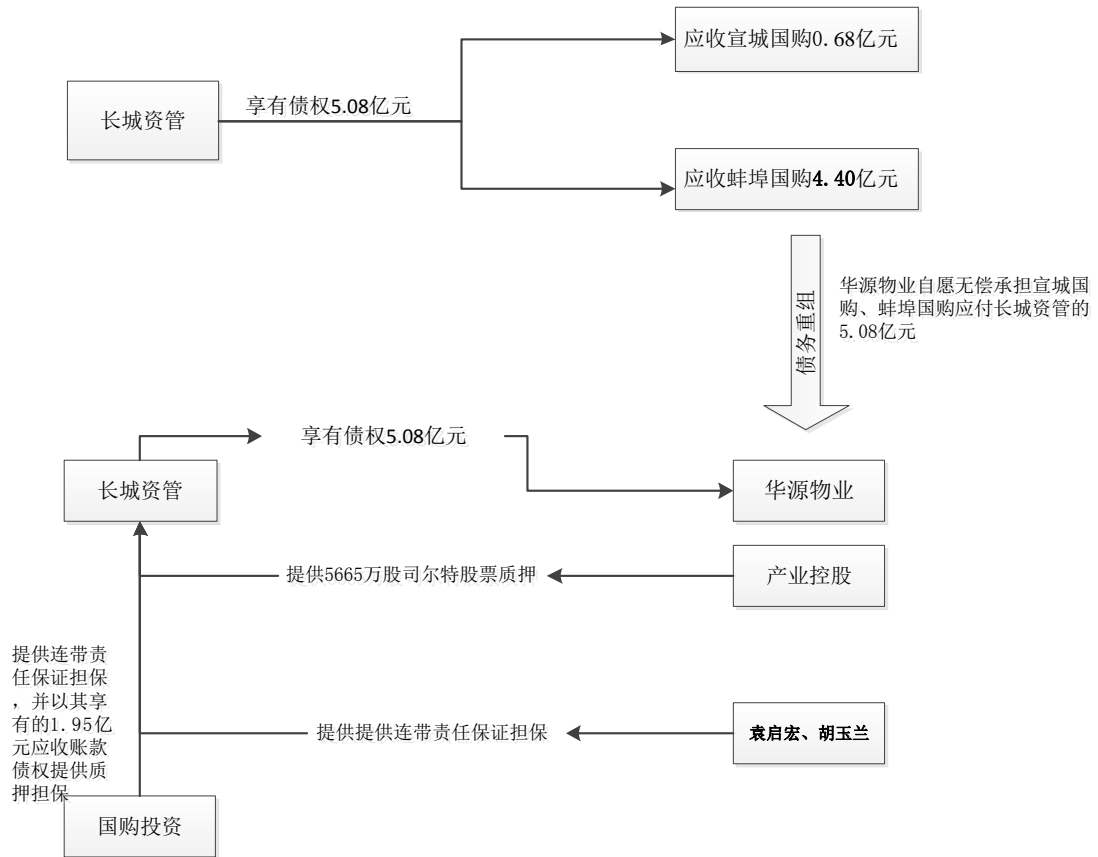 应收宣城国购0.68亿元
长城资管
享有债权5.08亿元
应收蚌埠国购4.40亿元
债务重组
华源物业自愿无偿承担宣城国
购、蚌埠国购应付长城资管的
5.08亿元
享有债权5.08亿元
长城资管
华源物业
提供5665万股司尔特股票质押
产业控股
提供连带责
任保证担保
，并以其享
有的1.95亿
元应收账款
债权提供质
押担保
提供提供连带责任保证担保
袁启宏、胡玉兰
国购投资